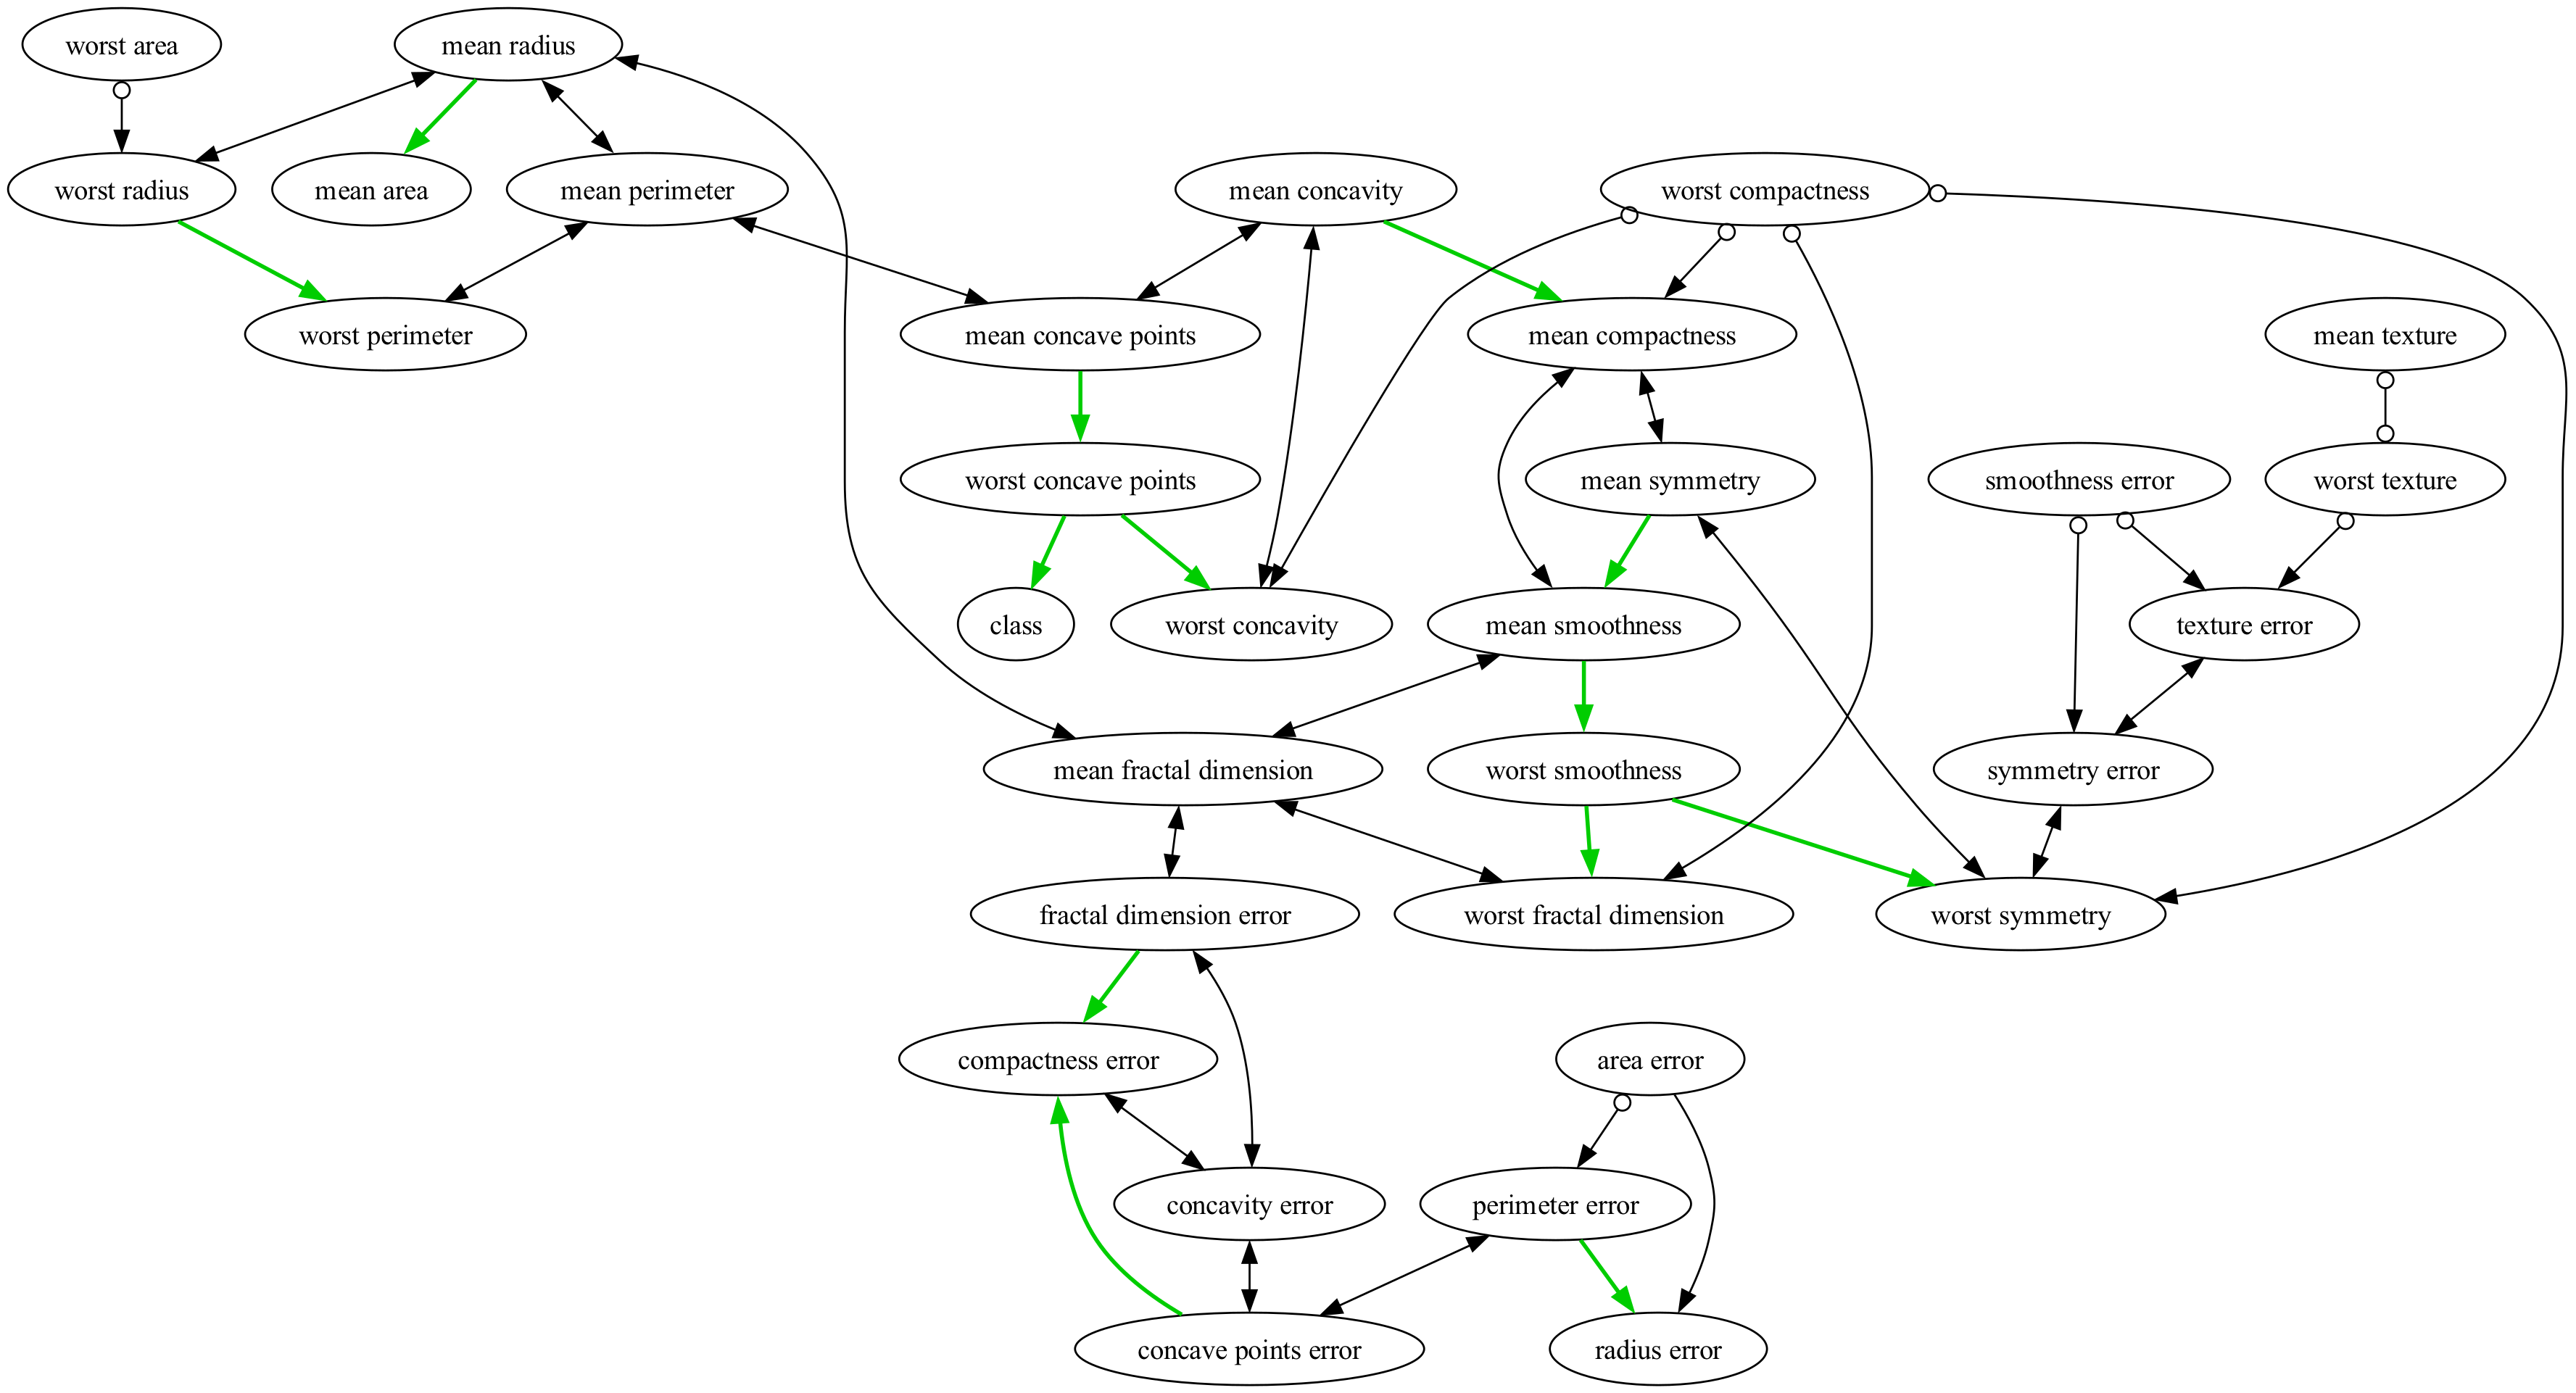 worst area
mean radius
worst radius
mean area
mean perimeter
mean concavity
worst compactness
worst perimeter
mean concave points
mean compactness
mean texture
worst concave points
mean symmetry
smoothness error
worst texture
class
worst concavity
mean smoothness
texture error
mean fractal dimension
worst smoothness
symmetry error
fractal dimension error
worst fractal dimension
worst symmetry
compactness error
area error
concavity error
perimeter error
concave points error
radius error